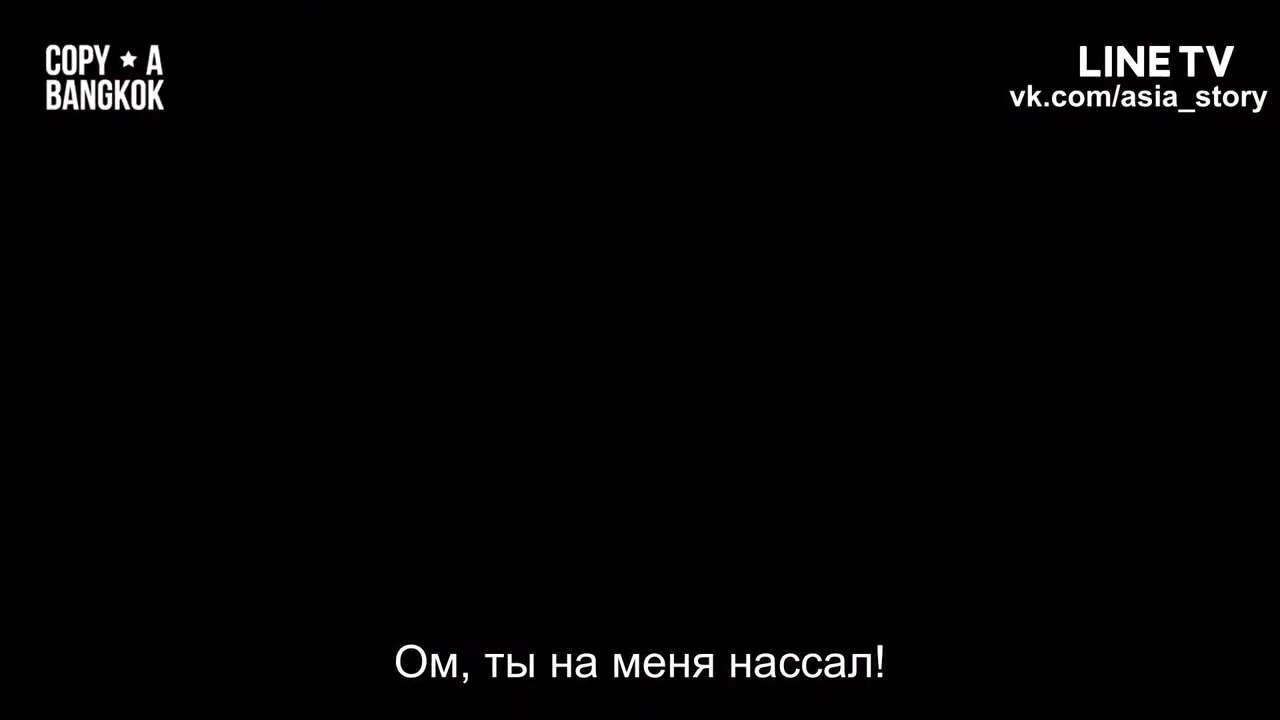 COPY ★ A
BANGKOK
LINE TV
vk.com/asia_story
Ом, ты на меня нассал!